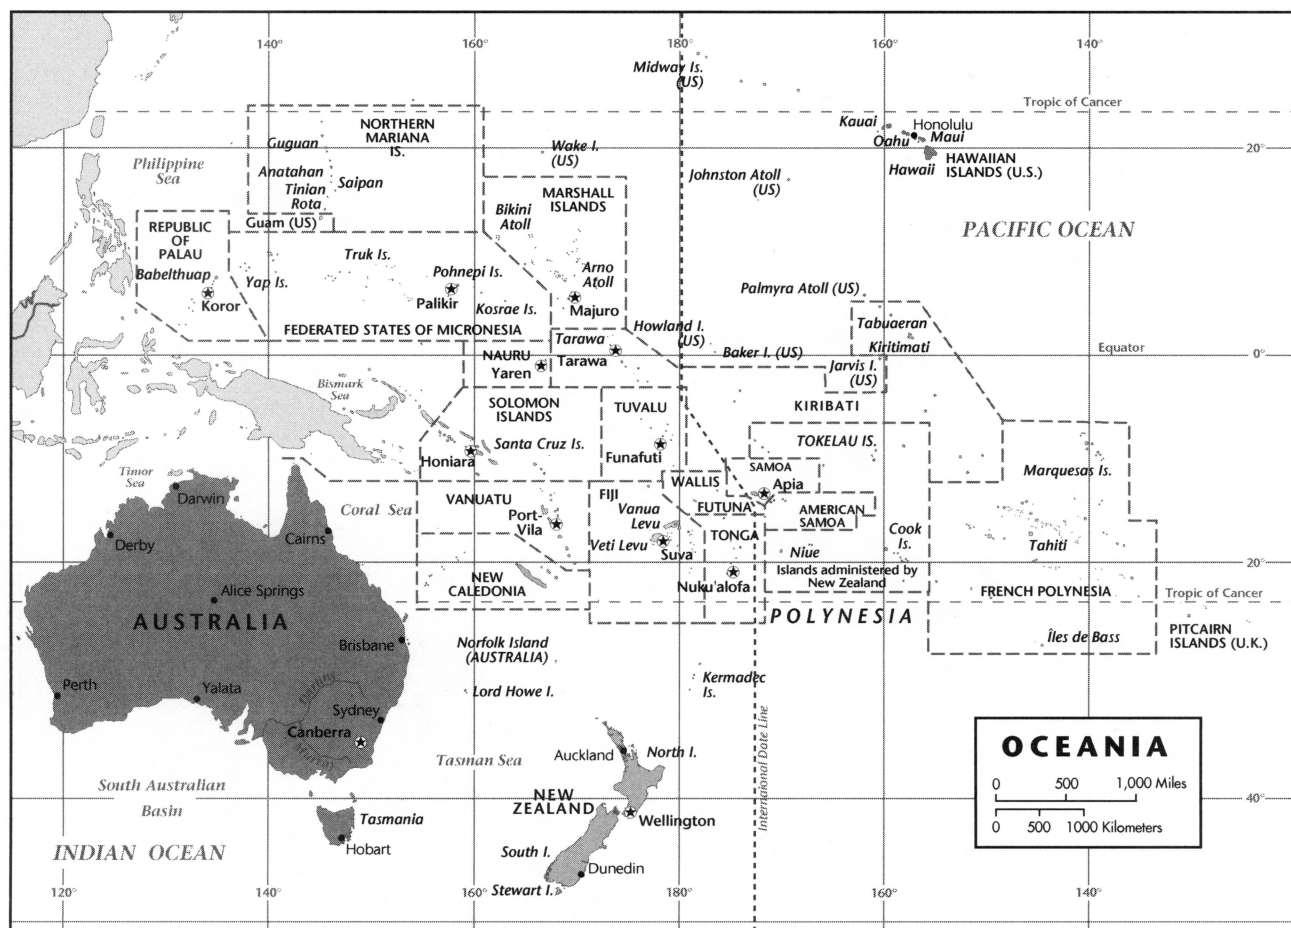 140°
160°
180°
160°
140°
Midway Is.
(US)
Tropic of Cancer
NORTHERN
MARIANA
IS.
Kauai
Honolulu
Oahu
Maui
Guguan
Wake I.
(US)
20°
Philippine
Sea
Anatahan
Saipan
Tinian
Rota
Hawaii
HAWAIIAN
ISLANDS (U.S.)
Johnston Atoll
(US)
MARSHALL
ISLANDS
Bikini
Atoll
Guam (US)
REPUBLIC
OF
PALAU
PACIFIC OCEAN
Truk Is.
Babelthuap
Yap Is.
Pohnepi Is.
Arno
Atoll
Koror
Palikir
Kosrae Is.
Majuro
Palmyra Atoll (US)
FEDERATED STATES OF MICRONESIA
Howland I.
(US)
Tabuaeran
Tarawa
Tarawa
Kiritimati
Equator
0°
NAURU
Yaren
Baker I. (US)
Jarvis I.
(US)
Bismark
Sea
SOLOMON
ISLANDS
TUVALU
KIRIBATI
Santa Cruz Is.
TOKELAU IS.
Honiara
Funafuti
SAMOA
Apia
Marquesas Is.
Timor
Sea
Darwin
WALLIS
FUTUNA
Coral Sea
VANUATU
Port-
Vila
FIJI
Vanua
Levu
AMERICAN
SAMOA
Derby
Cairns
Veti Levu
Suva
TONGA
Cook
Is.
Niue
Tahiti
Islands administered by
New Zealand
20°
NEW
CALEDONIA
Nuku'alofa
Alice Springs
FRENCH POLYNESIA
Tropic of Cancer
AUSTRALIA
POLYNESIA
Brisbane
Norfolk Island
(AUSTRALIA)
Îles de Bass
PITCAIRN
ISLANDS (U.K.)
Perth
Yalata
Darling
Lord Howe I.
Kermadec
Is.
Sydney
Canberra
Murray
Internaional Date Line
Auckland
North I.
Tasman Sea
South Australian
Basin
NEW
ZEALAND
Wellington
OCEANIA
0 500 1,000 Miles
0 500 1000 Kilometers
40°
Tasmania
Hobart
INDIAN OCEAN
South I.
Dunedin
Stewart I.
120°
140°
160°
180°
160°
140°